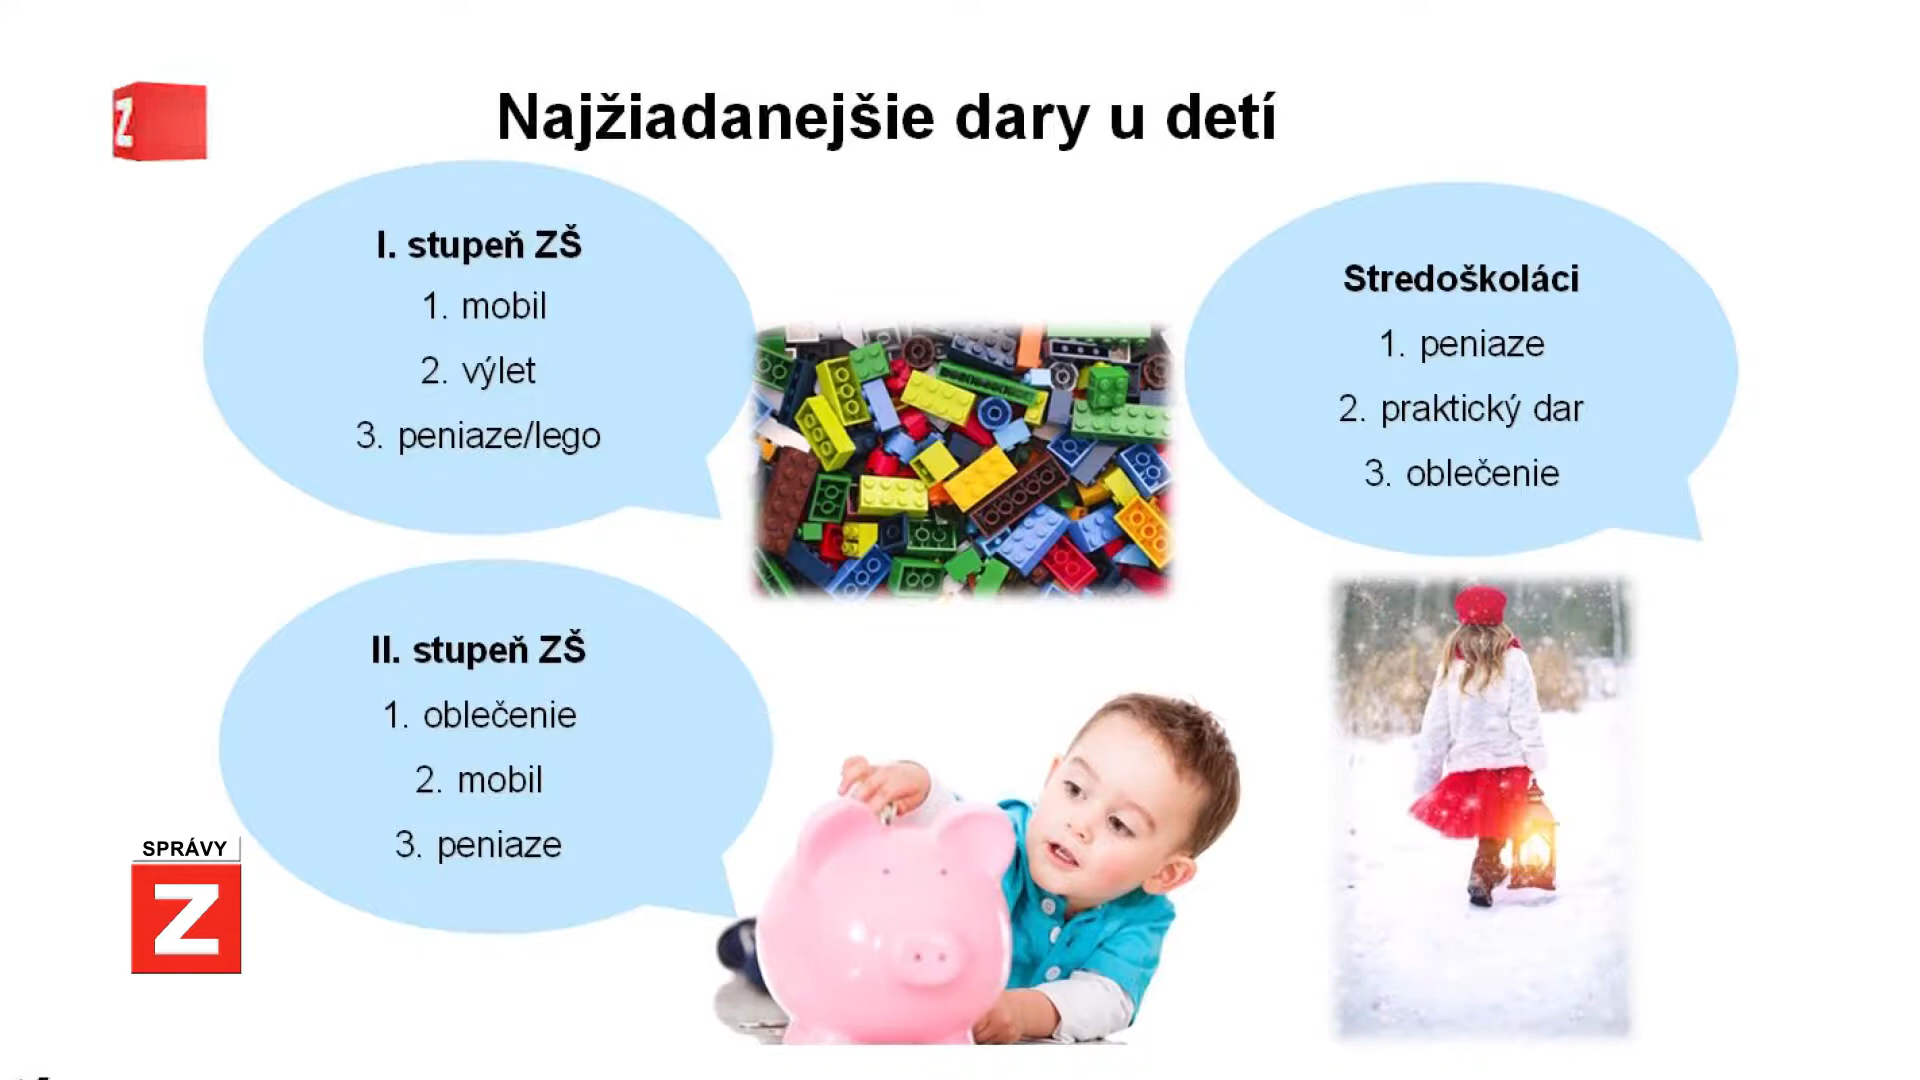 Z
Najžiadanejšie dary u detí
I. stupeň ZŠ
1. mobil
2. výlet
3. peniaze/lego
Stredoškoláci
1. peniaze
2. praktický dar
3. oblečenie
II. stupeň ZŠ
1. oblečenie
2. mobil
3. peniaze
SPRÁVY
Z